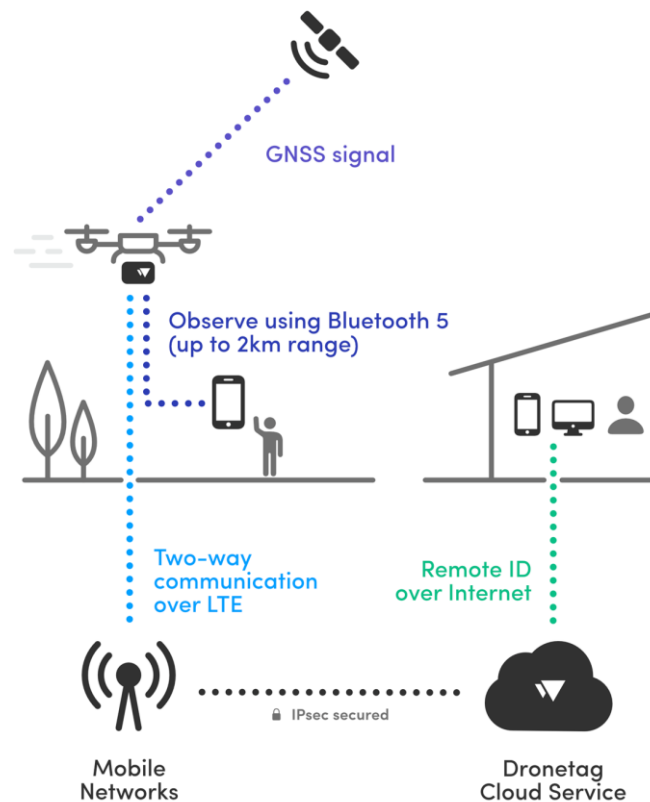 GNSS signal
Observe using Bluetooth 5
(up to 2km range)
Two-way
communication
over LTE
Remote ID
over Internet
IPsec secured
Mobile
Networks
Dronetag
Cloud Service